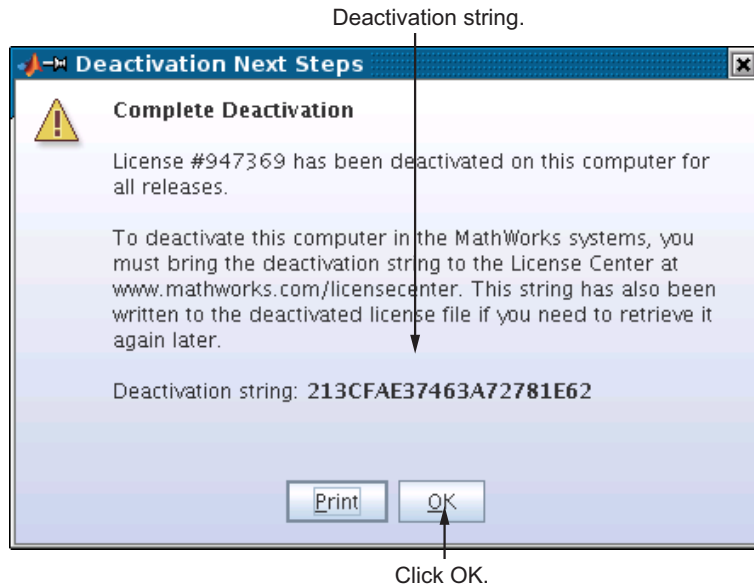 Deactivation string.
Deactivation Next Steps
Complete Deactivation
License #947369 has been deactivated on this computer for
all releases.
To deactivate this computer in the MathWorks systems, you
must bring the deactivation string to the License Center at
www.mathworks.com/licensecenter. This string has also been
written to the deactivated license file if you need to retrieve it
again later.
Deactivation string: 213CFAE37463A72781E62
Print
OK
Click OK.